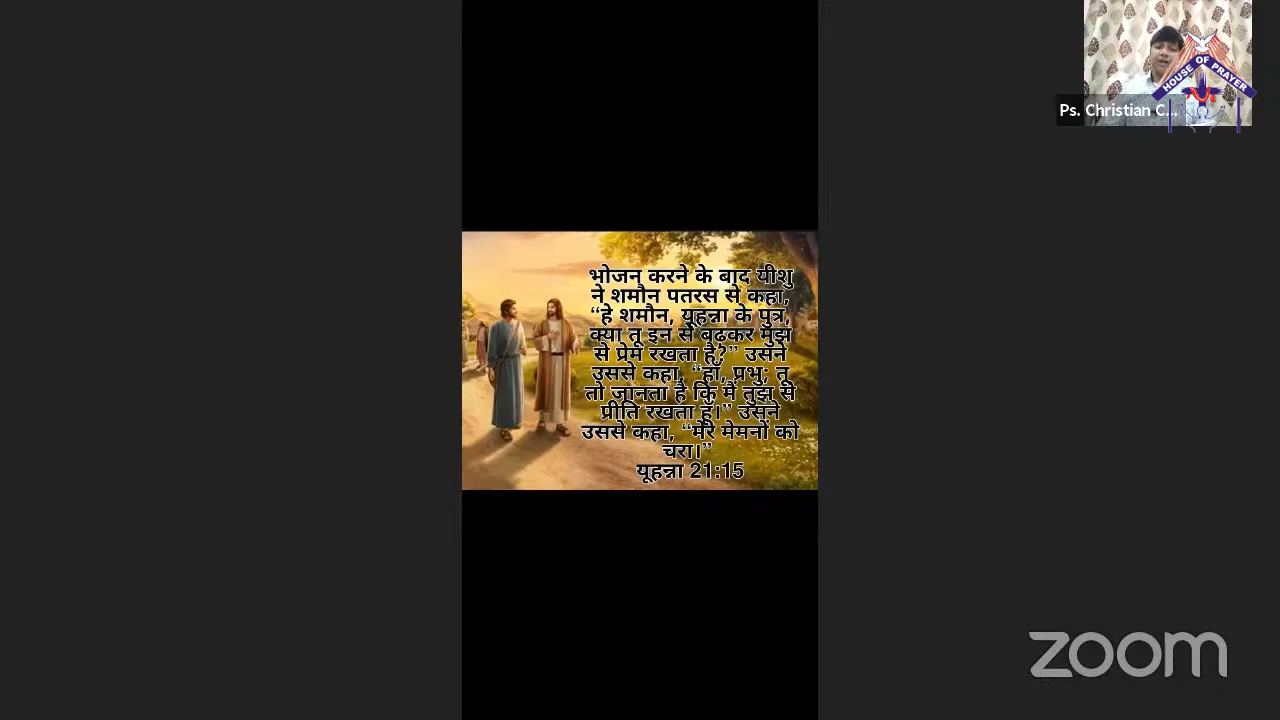 HOUSE OF PRAYER
Ps. Christian C...
भोजन करने के बाद यीशु
ने शमौन पतरस से कहा,
“हे शमौन, यूहन्ना के पुत्र,
क्या तू इन से बढ़कर मुझ
से प्रेम रखता है?” उसने
उससे कहा, “हाँ, प्रभु; तू
तो जानता है कि मैं तुझ से
प्रीति रखता हूँ।” उसने
उससे कहा, “मेरे मेमनों को
चरा।”
यूहन्ना 21:15
zoom